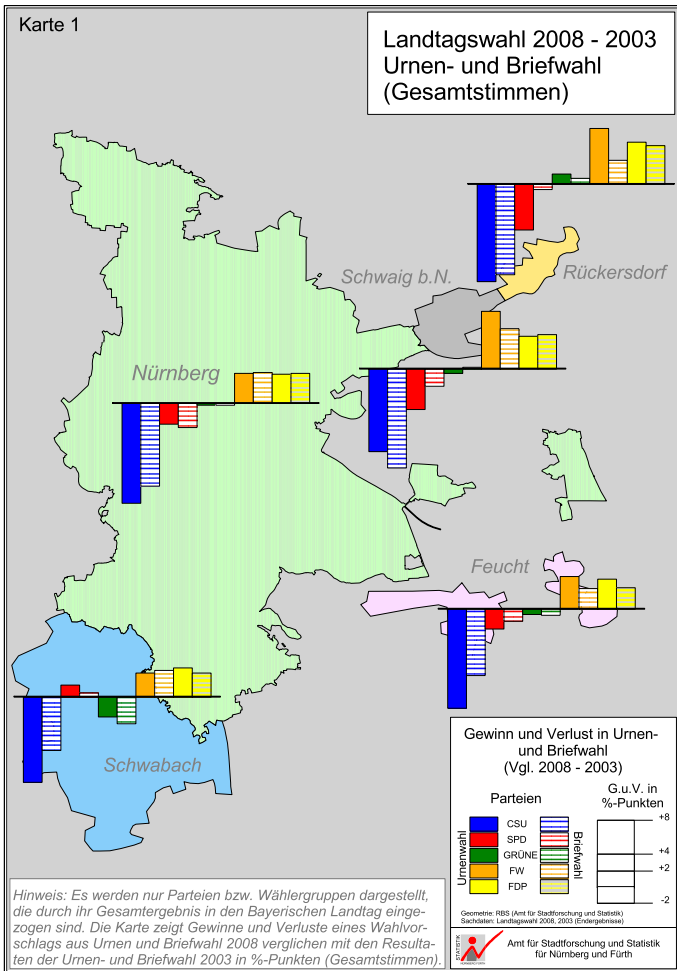 Karte 1
Landtagswahl 2008 - 2003
Urnen- und Briefwahl
(Gesamtstimmen)
Schwaig b.N.
Rückersdorf
Nürnberg
Feucht
Schwabach
Gewinn und Verlust in Urnen-
und Briefwahl
(Vgl. 2008 - 2003)
Parteien
G.u.V. in
%-Punkten
Urnenwahl
CSU
SPD
GRÜNE
FW
FDP
Briefwahl
+8
+4
+2
-2
Geometrie: RBS (Amt für Stadtforschung und Statistik)
Sachdaten: Landtagswahl 2008, 2003 (Endergebnisse)
STATISTIK
NÜRNBERG FÜRTH
Amt für Stadtforschung und Statistik
für Nürnberg und Fürth
Hinweis: Es werden nur Parteien bzw. Wählergruppen dargestellt,
die durch ihr Gesamtergebnis in den Bayerischen Landtag einge-
zogen sind. Die Karte zeigt Gewinne und Verluste eines Wahlvor-
schlags aus Urnen und Briefwahl 2008 verglichen mit den Resulta-
ten der Urnen- und Briefwahl 2003 in %-Punkten (Gesamtstimmen).